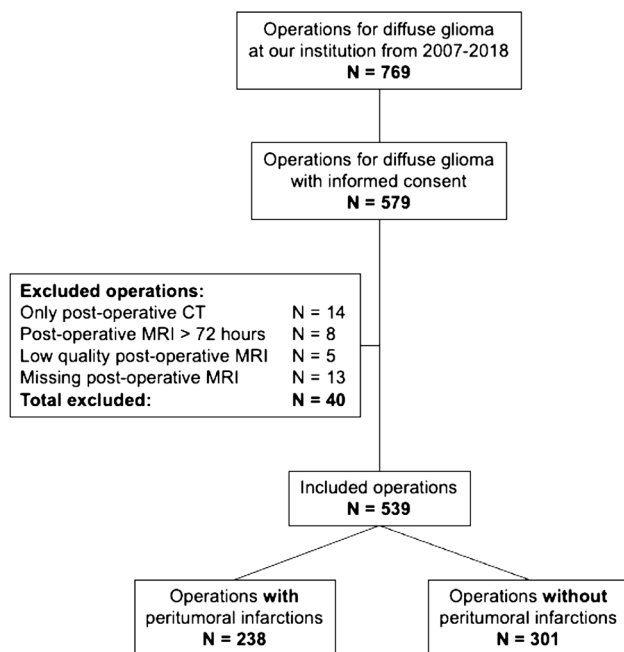 Operations for diffuse glioma
at our institution from 2007-2018
N = 769
Operations for diffuse glioma
with informed consent
N = 579
Excluded operations:
Only post-operative CT N = 14
Post-operative MRI > 72 hours N = 8
Low quality post-operative MRI N = 5
Missing post-operative MRI N = 13
Total excluded: N = 40
Included operations
N = 539
Operations with
peritumoral infarctions
N = 238
Operations without
peritumoral infarctions
N = 301